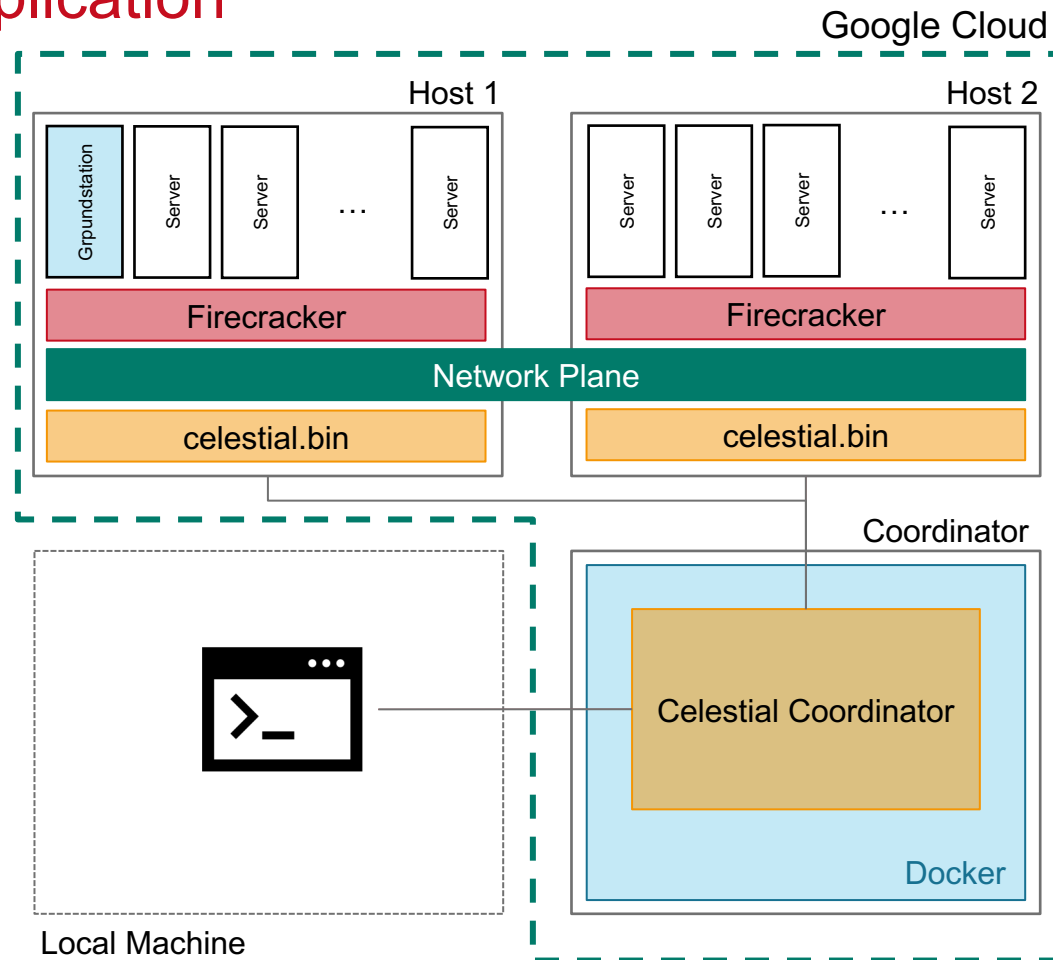 plication
Google Cloud
Host 1
Host 2
Grpundstation
Server
Server
...
Server
Server
Server
Server
...
Server
Firecracker
Firecracker
Network Plane
celestial.bin
celestial.bin
Coordinator
>_
Celestial Coordinator
Docker
Local Machine